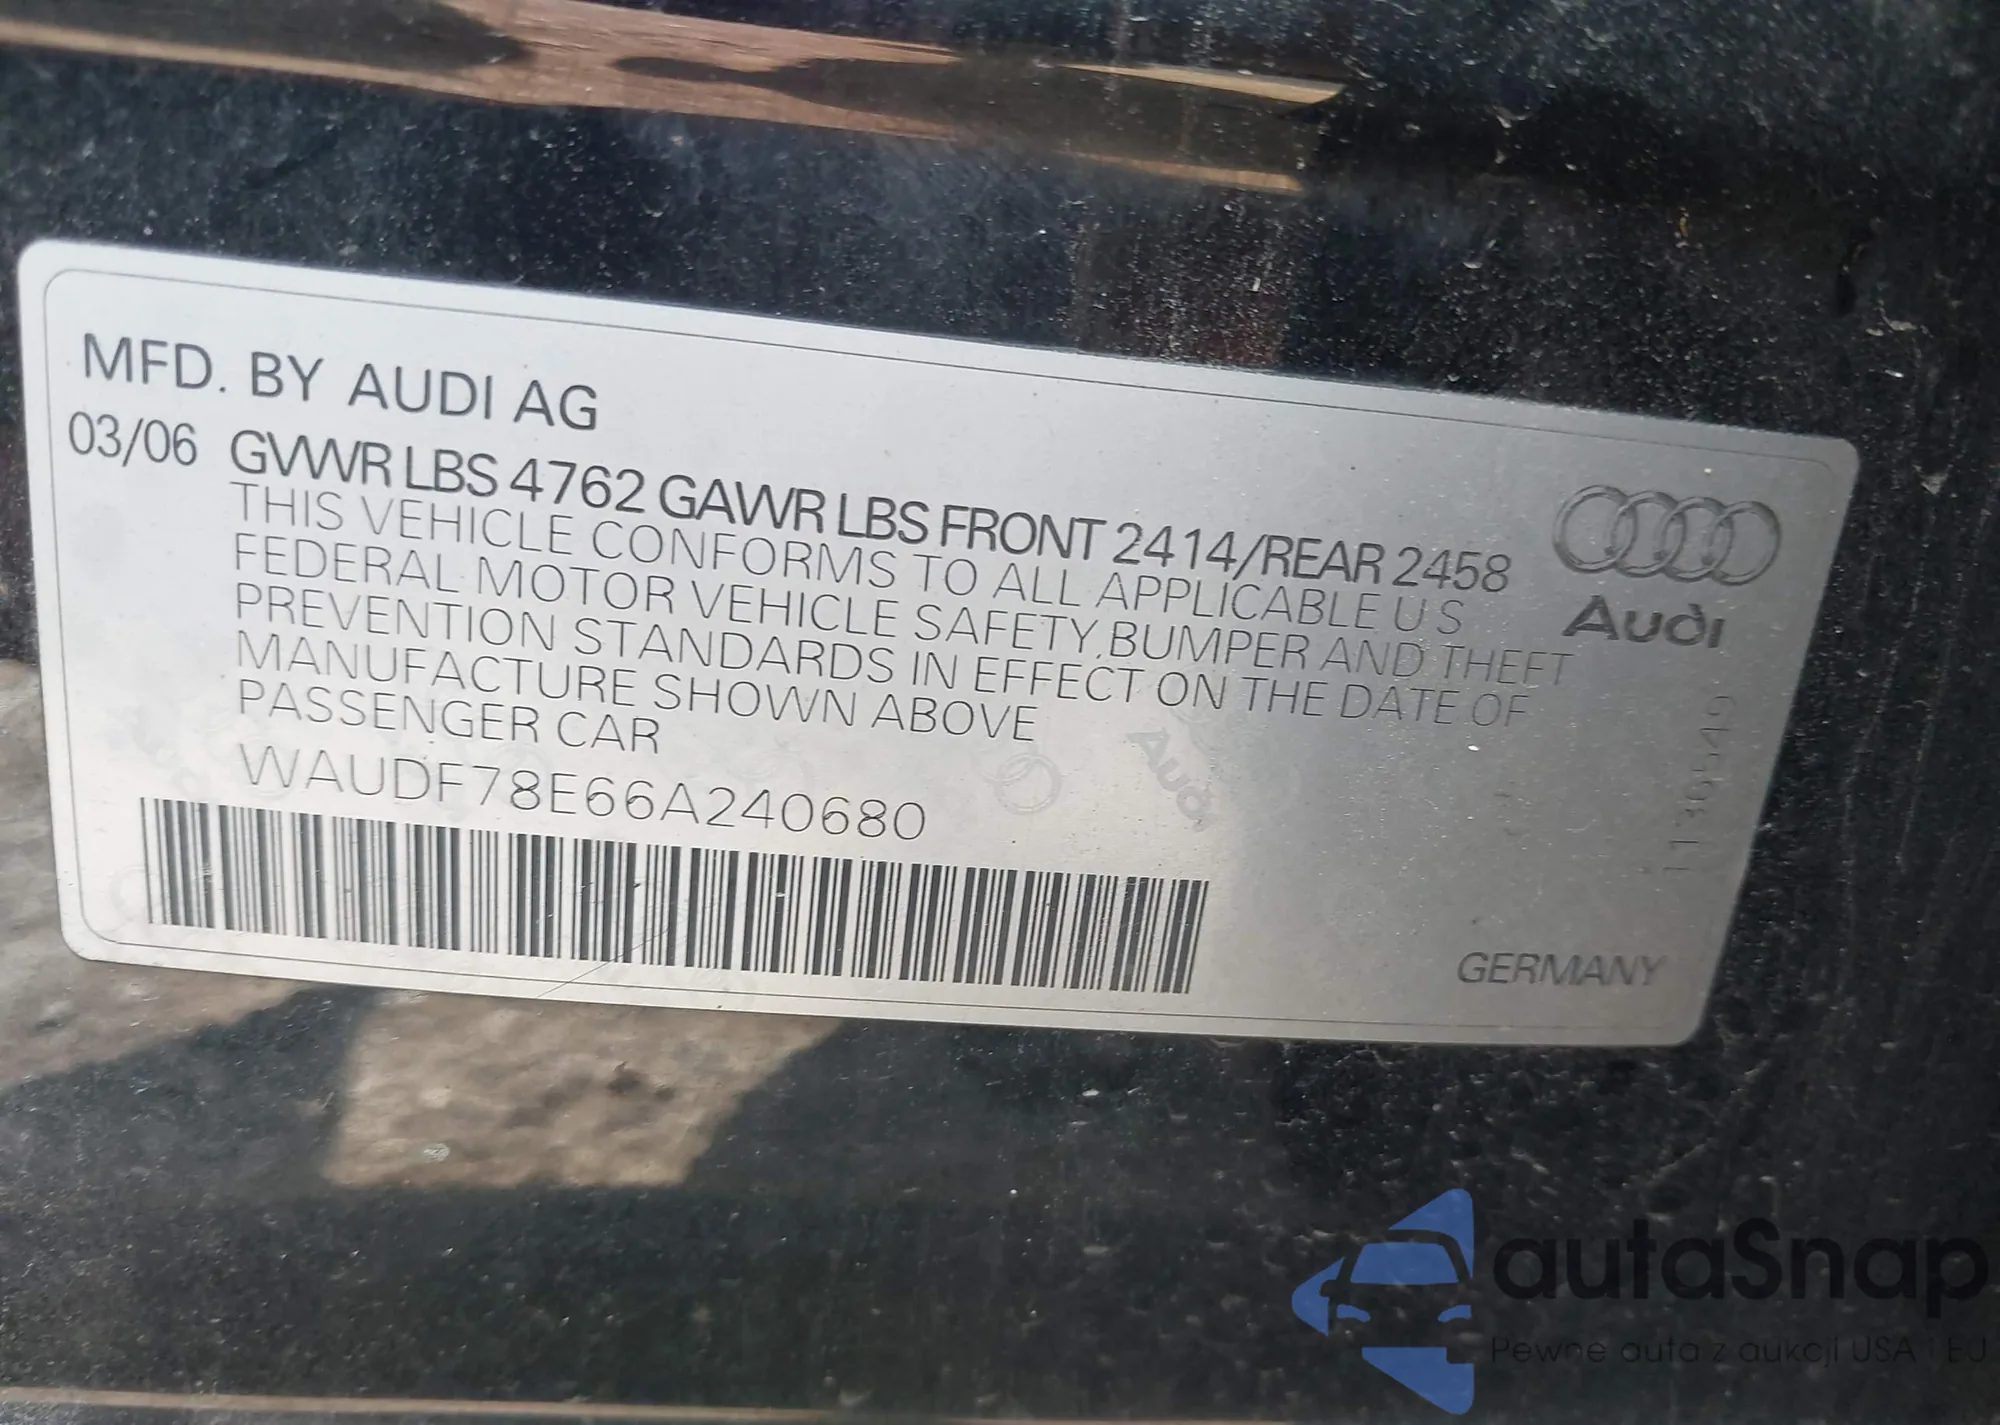 MFD. BY AUDI AG
03/06 GVWR LBS 4762 GAWR LBS FRONT 2414/REAR 2458
THIS VEHICLE CONFORMS TO ALL APPLICABLE U S
FEDERAL MOTOR VEHICLE SAFETY, BUMPER AND THEFT
PREVENTION STANDARDS IN EFFECT ON THE DATE OF
MANUFACTURE SHOWN ABOVE
PASSENGER CAR
WAUDF78E66A240680
Audi
Audi
GERMANY
autaSnap
Pewne auta z aukcji USA i EU